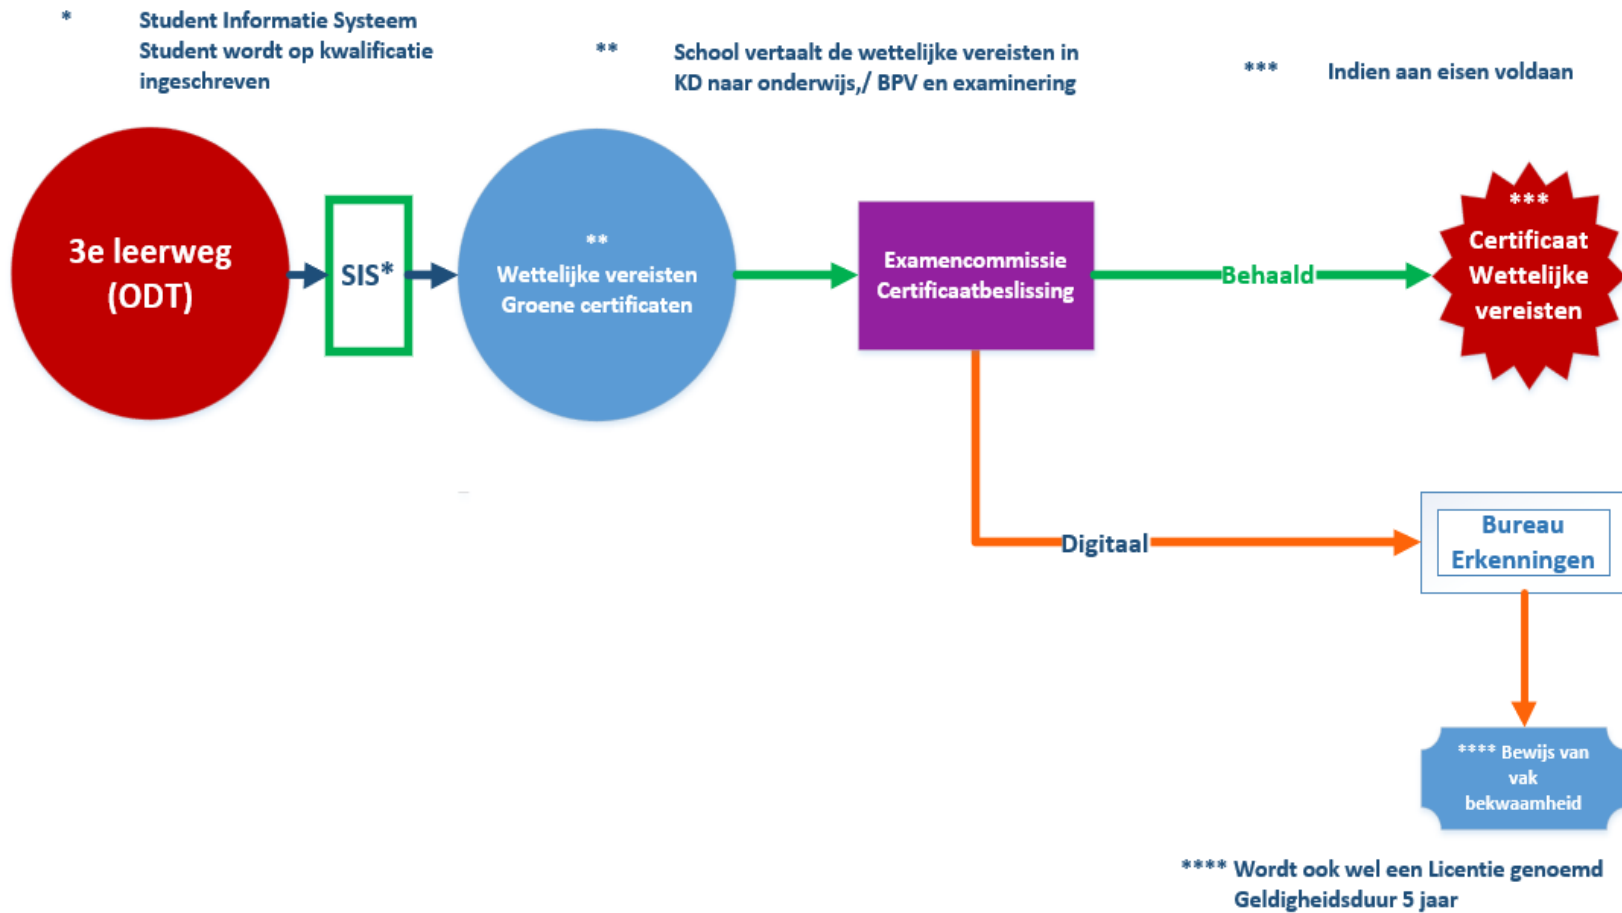 * Student Informatie Systeem
Student wordt op kwalificatie
ingeschreven
** School vertaalt de wettelijke vereisten in
KD naar onderwijs,/ BPV en examinering
*** Indien aan eisen voldaan
3e leerweg
(ODT)
SIS*
**
Wettelijke vereisten
Groene certificaten
Examencommissie
Certificaatbeslissing
Behaald
***
Certificaat
Wettelijke
vereisten
Digitaal
Bureau
Erkenningen
**** Bewijs van
vak
bekwaamheid
**** Wordt ook wel een Licentie genoemd
Geldigheidsduur 5 jaar